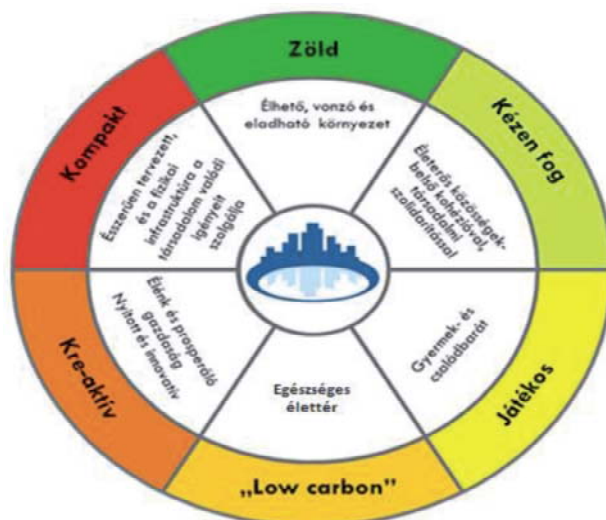 Zöld
Élhető, vonzó és
eladható környezet
Kézen fog
Életerős közösségek-
belső kohézióval,
társadalmi
szolidaritással
Játékos
Gyermek- és
csalódbarát
„Low carbon”
Egészséges
élettér
Kre-aktív
Élénk és prosperáló
gazdaság
Nyitott és innovatív
Kompakt
Ésszerűen tervezett,
és a fizikai
infrastruktúra a
társadalom valódi
igényeit
szolgálja